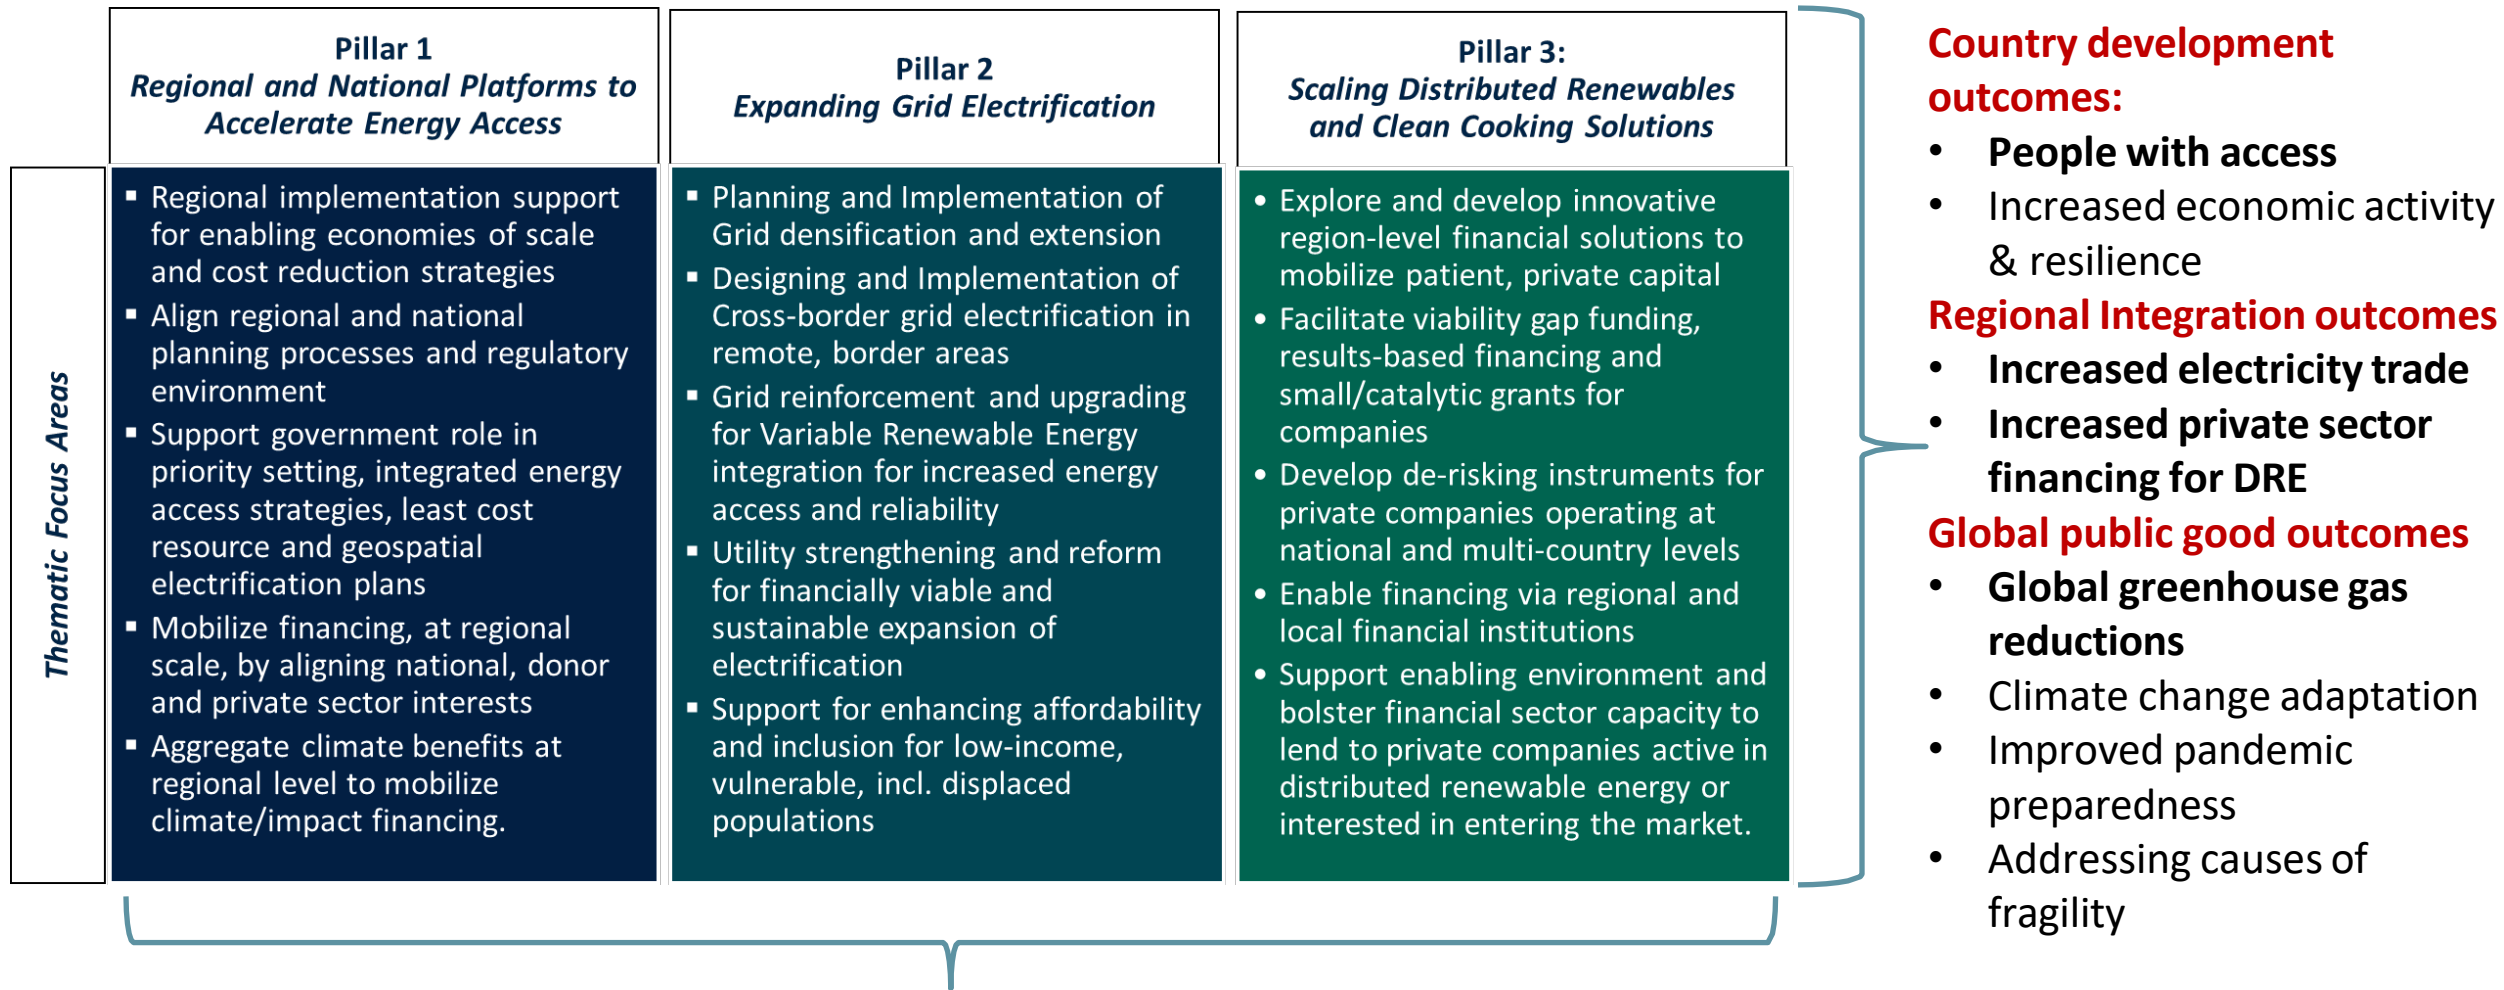 Pillar 1
Regional and National Platforms to
Accelerate Energy Access
Pillar 2
Expanding Grid Electrification
Pillar 3:
Scaling Distributed Renewables
and Clean Cooking Solutions
Thematic Focus Areas
▪ Regional implementation support
for enabling economies of scale
and cost reduction strategies
▪ Align regional and national
planning processes and regulatory
environment
▪ Support government role in
priority setting, integrated energy
access strategies, least cost
resource and geospatial
electrification plans
▪ Mobilize financing, at regional
scale, by aligning national, donor
and private sector interests
▪ Aggregate climate benefits at
regional level to mobilize
climate/impact financing.
▪ Planning and Implementation of
Grid densification and extension
▪ Designing and Implementation of
Cross-border grid electrification in
remote, border areas
▪ Grid reinforcement and upgrading
for Variable Renewable Energy
integration for increased energy
access and reliability
▪ Utility strengthening and reform
for financially viable and
sustainable expansion of
electrification
▪ Support for enhancing affordability
and inclusion for low-income,
vulnerable, incl. displaced
populations
• Explore and develop innovative
region-level financial solutions to
mobilize patient, private capital
• Facilitate viability gap funding,
results-based financing and
small/catalytic grants for
companies
• Develop de-risking instruments for
private companies operating at
national and multi-country levels
• Enable financing via regional and
local financial institutions
• Support enabling environment and
bolster financial sector capacity to
lend to private companies active in
distributed renewable energy or
interested in entering the market.
Country development
outcomes:
• People with access
• Increased economic activity
& resilience
Regional Integration outcomes
• Increased electricity trade
• Increased private sector
financing for DRE
Global public good outcomes
• Global greenhouse gas
reductions
• Climate change adaptation
• Improved pandemic
preparedness
• Addressing causes of
fragility